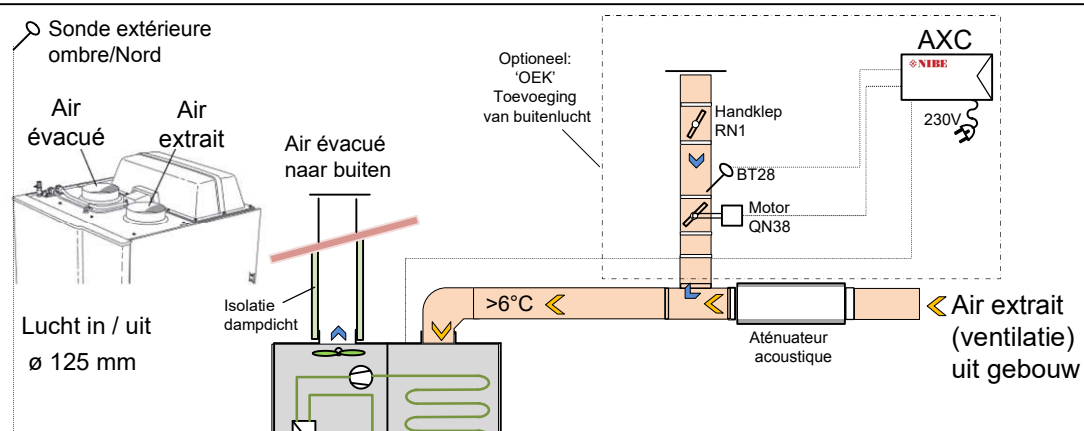 Sonde extérieure
ombre/Nord
Air
évacué
Air
extrait
Air évacué
naar buiten
Optioneel:
'OEK'
Toevoeging
van buitenlucht
AXC
NIBE
230V
Handklep
RN1
BT28
Motor
QN38
Isolatie
dampdicht
>6°C
Lucht in / uit
ø 125 mm
Aténuateur
acoustique
Air extrait
(ventilatie)
uit gebouw